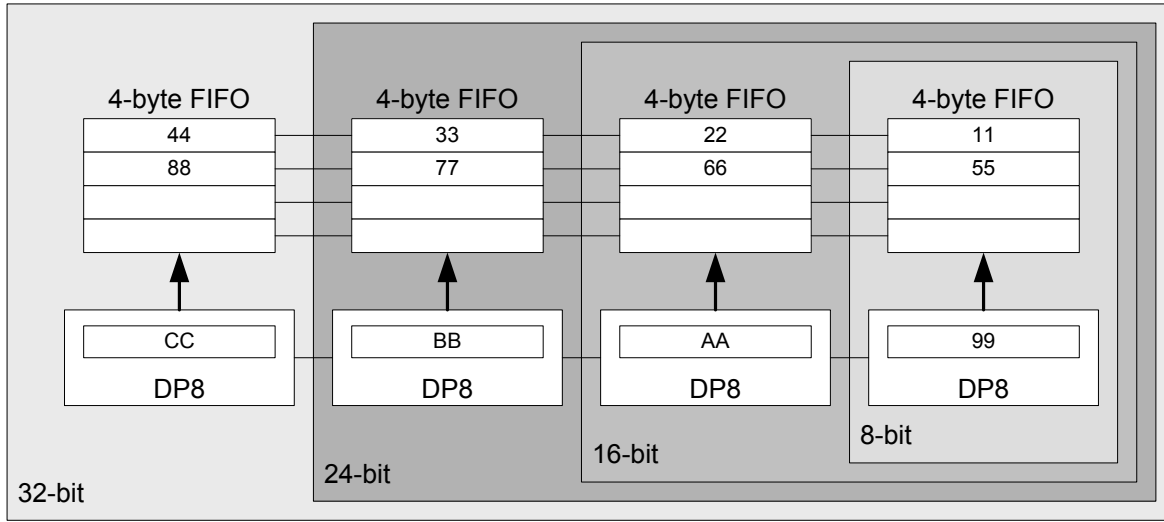 4-byte FIFO 4-byte FIFO 4-byte FIFO 4-byte FIFO
44 33 22 11
88 77 66 55
CC BB AA 99
DP8 DP8 DP8 DP8
8-bit
16-bit
24-bit
32-bit